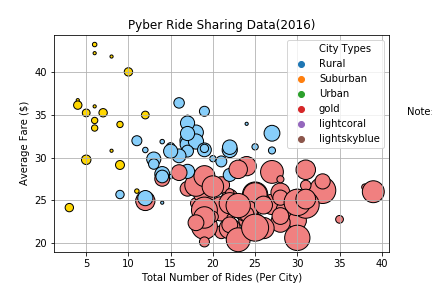 Pyber Ride Sharing Data(2016)
City Types
Rural
Suburban
Urban
gold
lightcoral
lightskyblue
Note:
Average Fare ($)
40
35
30
25
20
5 10 15 20 25 30 35 40
Total Number of Rides (Per City)